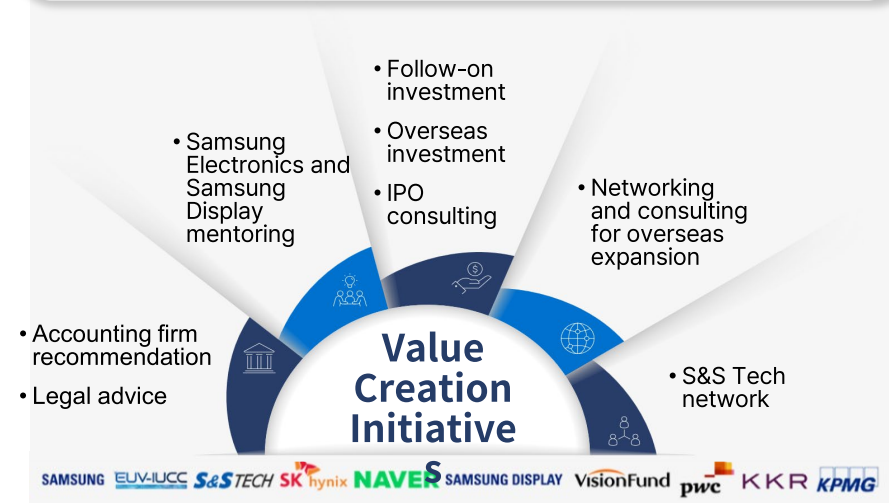 • Follow-on
investment
• Overseas
investment
• IPO
consulting
• Samsung
Electronics and
Samsung
Display
mentoring
• Networking
and consulting
for overseas
expansion
• Accounting firm
recommendation
• Legal advice
• S&S Tech
network
Value
Creation
Initiative
s
SAMSUNG EUV-IUCC S&S TECH SK hynix NAVER SAMSUNG DISPLAY VisionFund pwc KKR KPMG